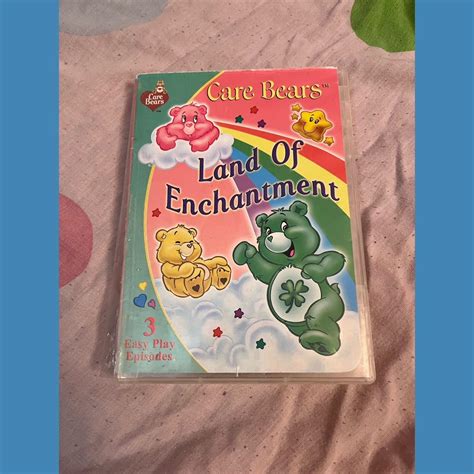 Care
Bears
Care Bears™
Land Of
Enchantment
3
Easy Play
Episodes